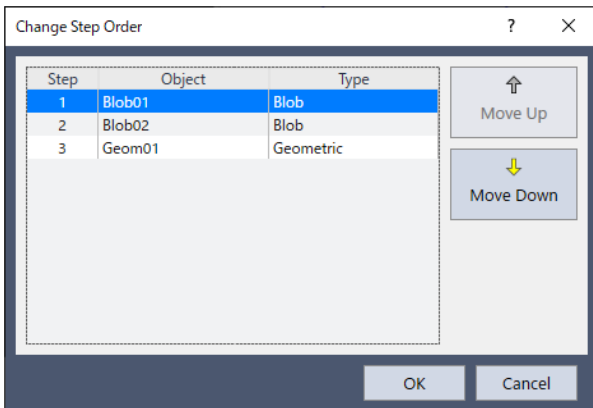 Change Step Order ? ×
Step Object Type
1 Blob01 Blob
2 Blob02 Blob
3 Geom01 Geometric
Move Up
Move Down
OK Cancel